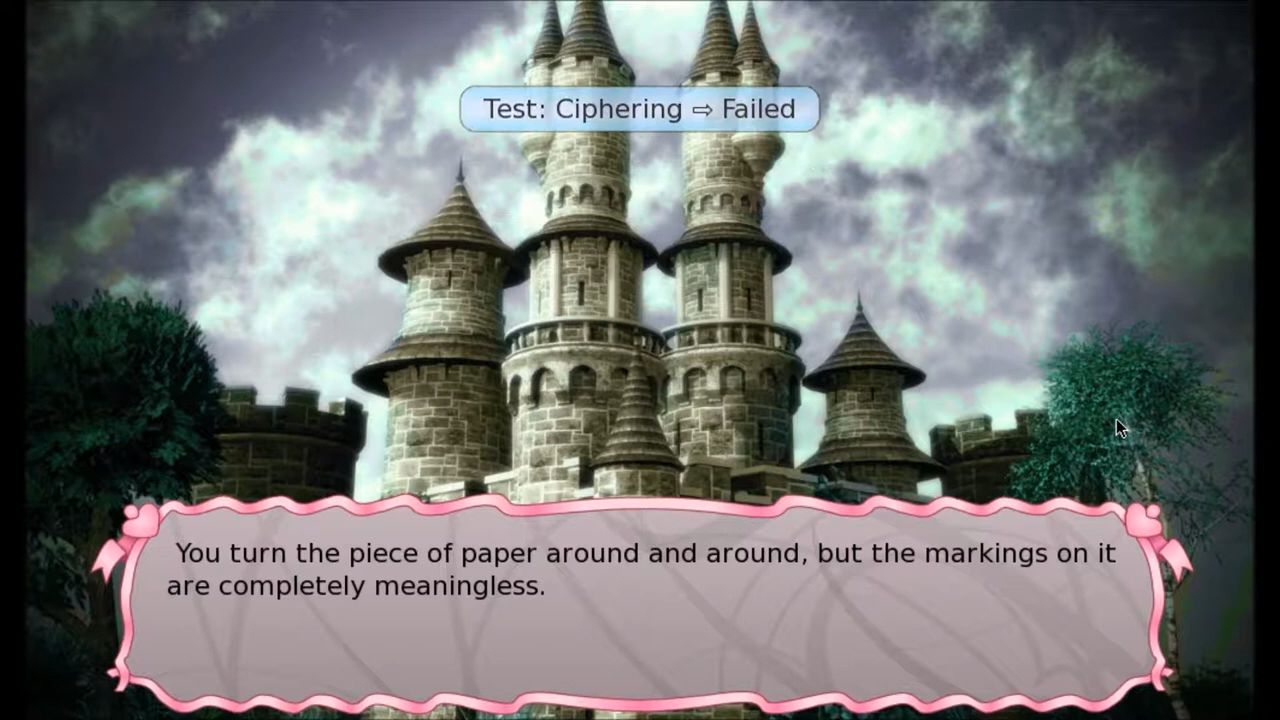 Test: Ciphering ⇨ Failed
You turn the piece of paper around and around, but the markings on it
are completely meaningless.